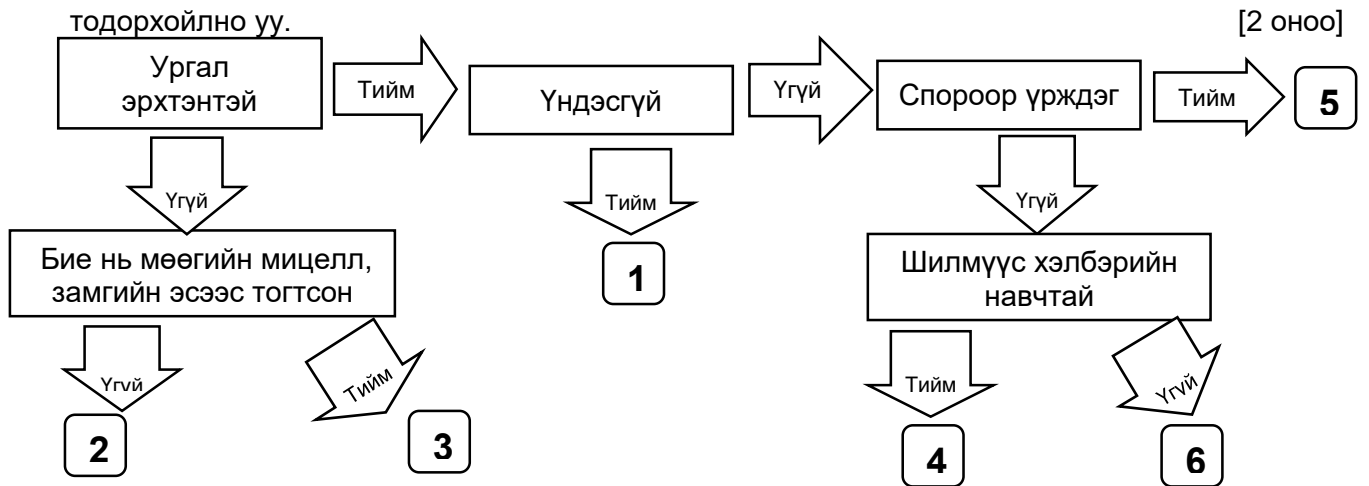 тодорхойлно уу. [2 оноо]
Ургал
эрхтэнтэй
Тийм
Үндэсгүй
Үгүй
Спороор үрждэг
Тийм
5
Үгүй
Тийм
Үгүй
Бие нь мөөгийн мицелл,
замгийн эсээс тогтсон
1
Шилмүүс хэлбэрийн
навчтай
Үгүй
Тийм
Тийм
Үгүй
2
3
4
6